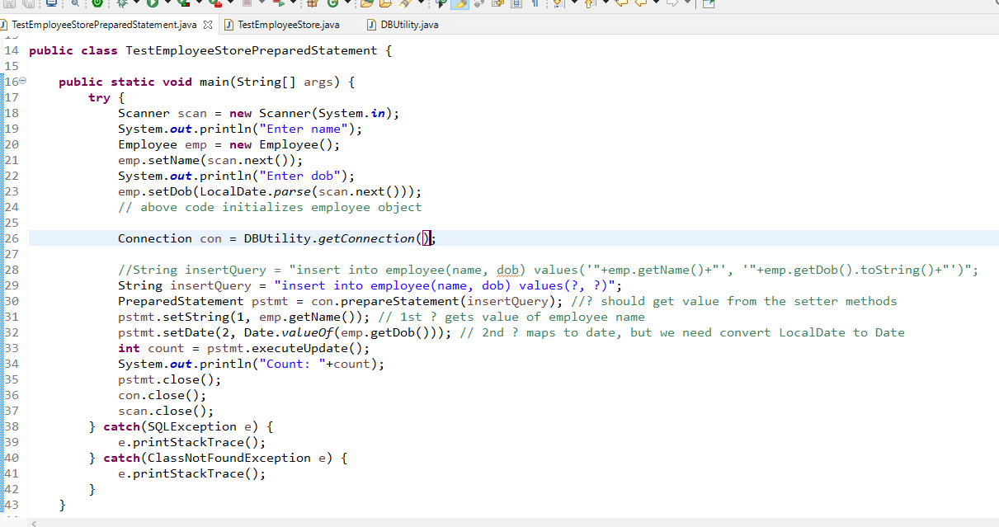 TestEmployeeStorePreparedStatement.java TestEmployeeStore.java DBUtility.java
14 public class TestEmployeeStorePreparedStatement {
15
16 public static void main(String[] args) {
17 try {
18 Scanner scan = new Scanner(System.in);
19 System.out.println("Enter name");
20 Employee emp = new Employee();
21 emp.setName(scan.next());
22 System.out.println("Enter dob");
23 emp.setDob(LocalDate.parse(scan.next()));
24 // above code initializes employee object
25
26 Connection con = DBUtility.getConnection();
27
28 //String insertQuery = "insert into employee(name, dob) values('"+emp.getName()+"', '"+emp.getDob().toString()+"')";
29 String insertQuery = "insert into employee(name, dob) values(?, ?)";
30 PreparedStatement pstmt = con.prepareStatement(insertQuery); //? should get value from the setter methods
31 pstmt.setString(1, emp.getName()); // 1st ? gets value of employee name
32 pstmt.setDate(2, Date.valueOf(emp.getDob())); // 2nd ? maps to date, but we need convert LocalDate to Date
33 int count = pstmt.executeUpdate();
34 System.out.println("Count: "+count);
35 pstmt.close();
36 con.close();
37 scan.close();
38 } catch(SQLException e) {
39 e.printStackTrace();
40 } catch(ClassNotFoundException e) {
41 e.printStackTrace();
42 }
43 }